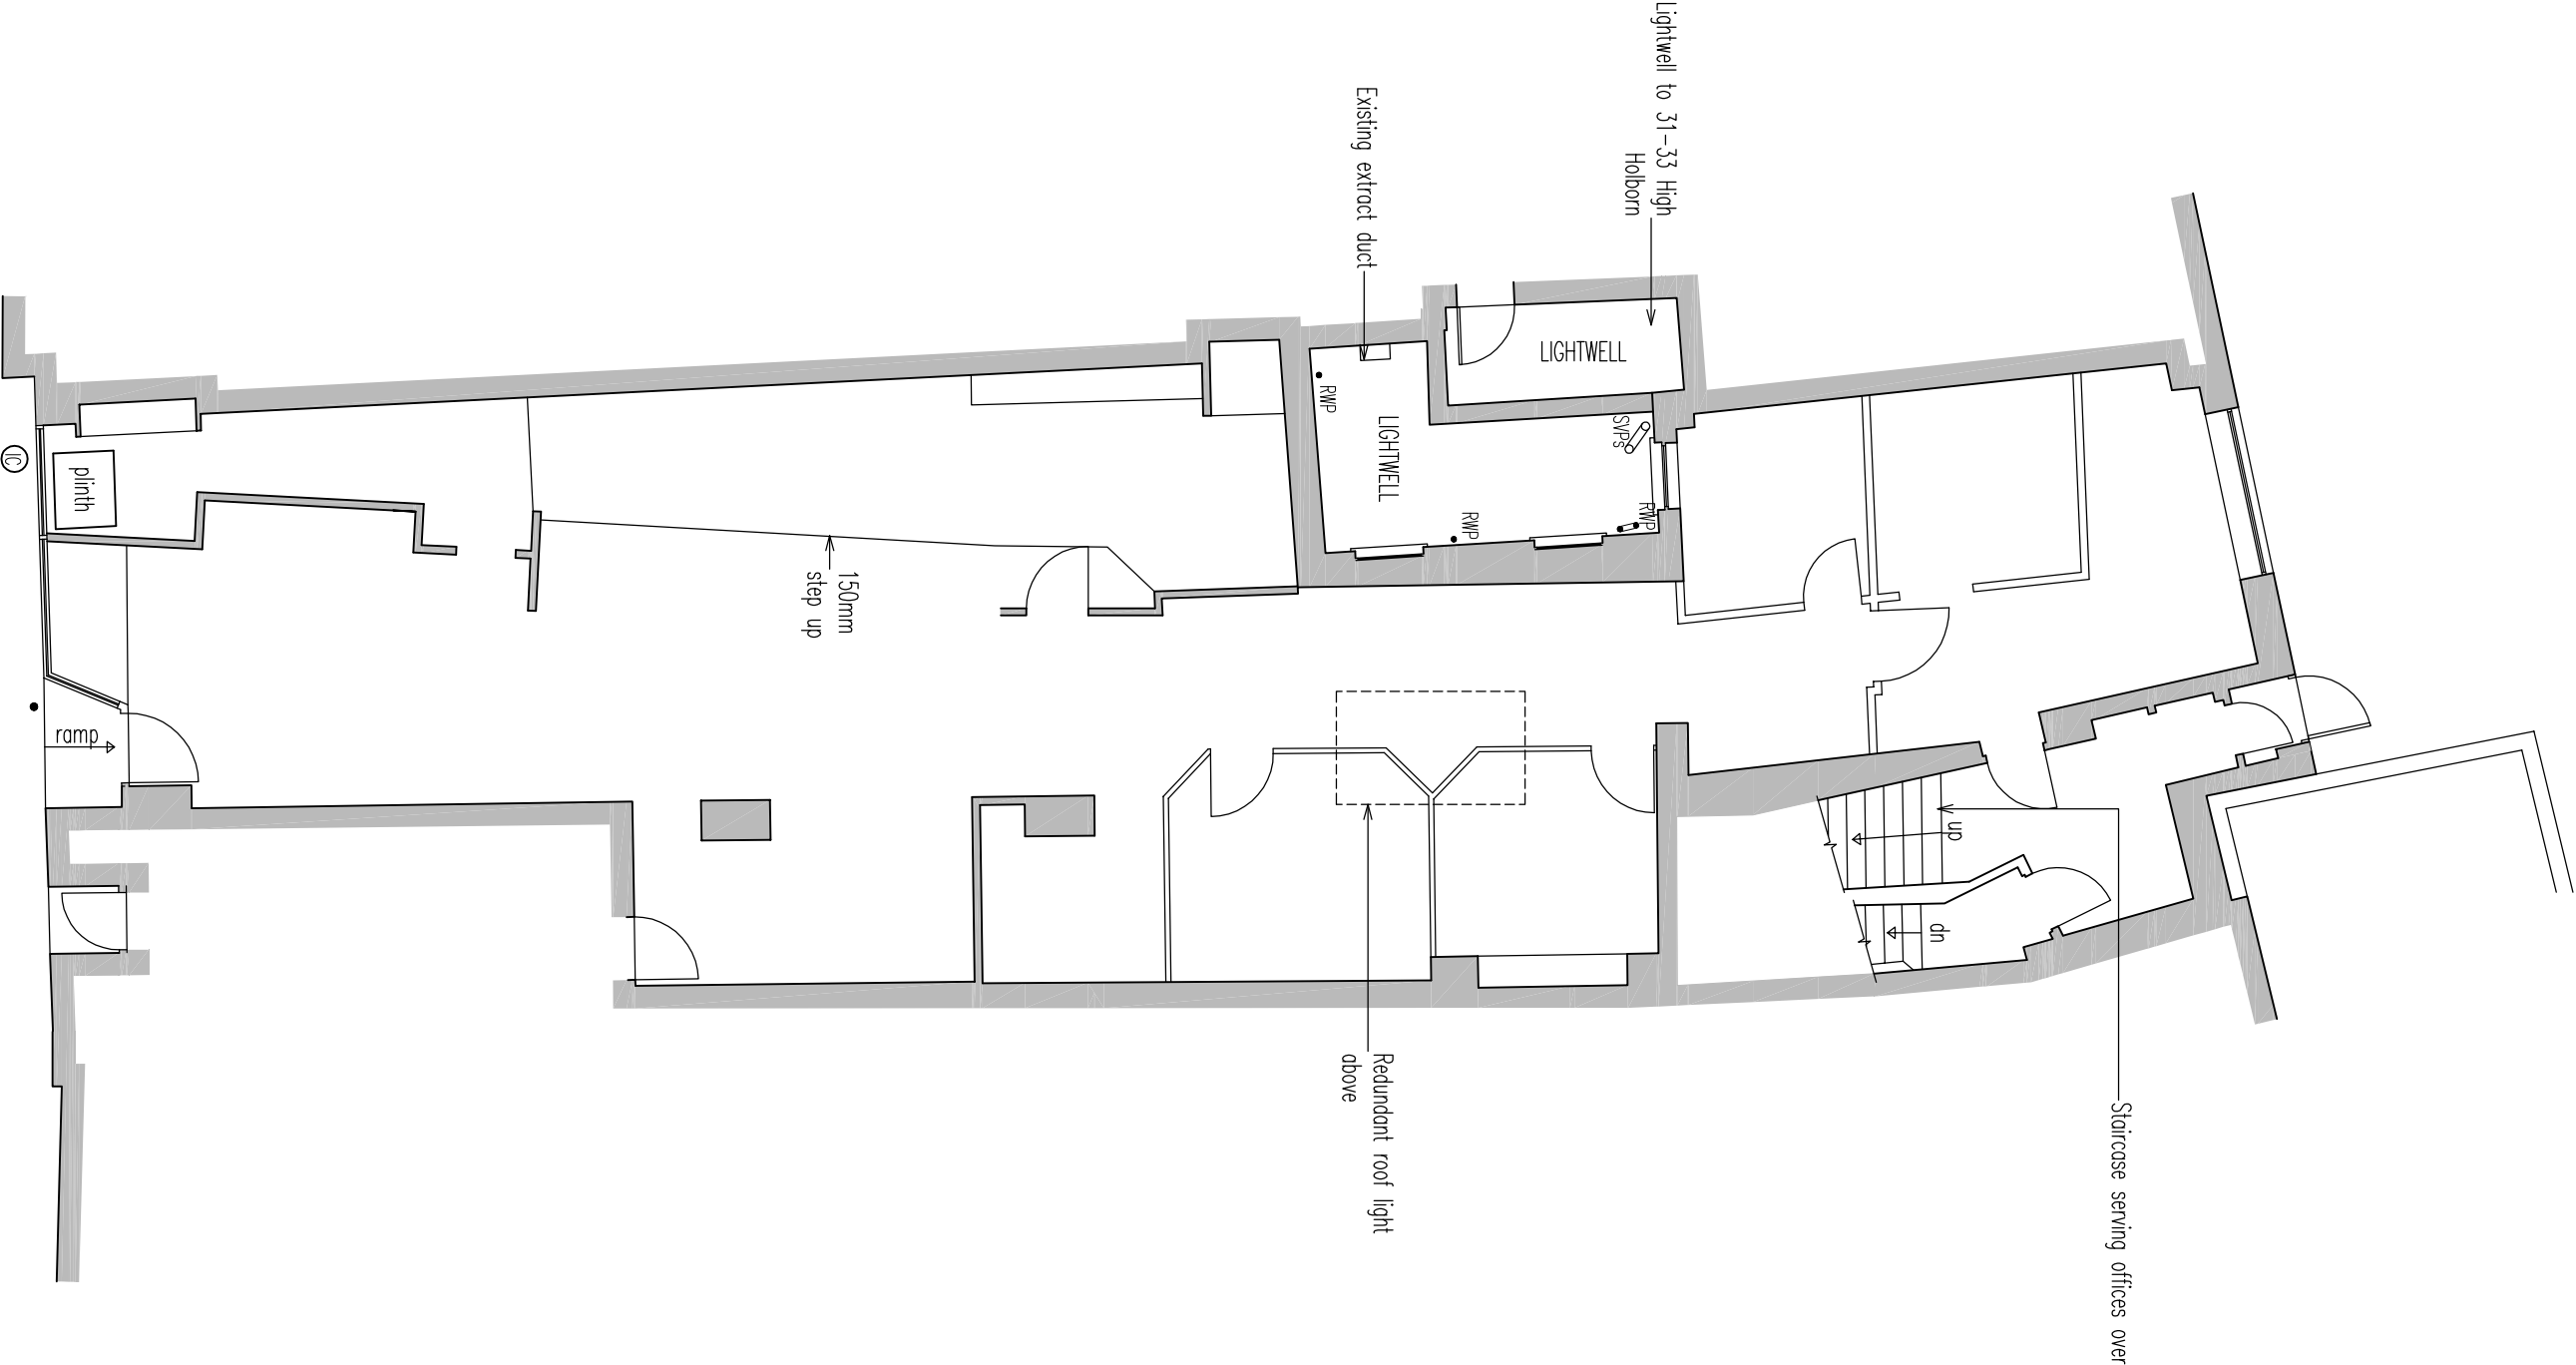 Lightwell to 31-33 High
Holborn
Existing extract duct
LIGHTWELL
LIGHTWELL
RWP
SVPs
RWP
RWP
IC
plinth
150mm
step up
ramp
up
dn
Redundant roof light
above
Staircase serving offices over